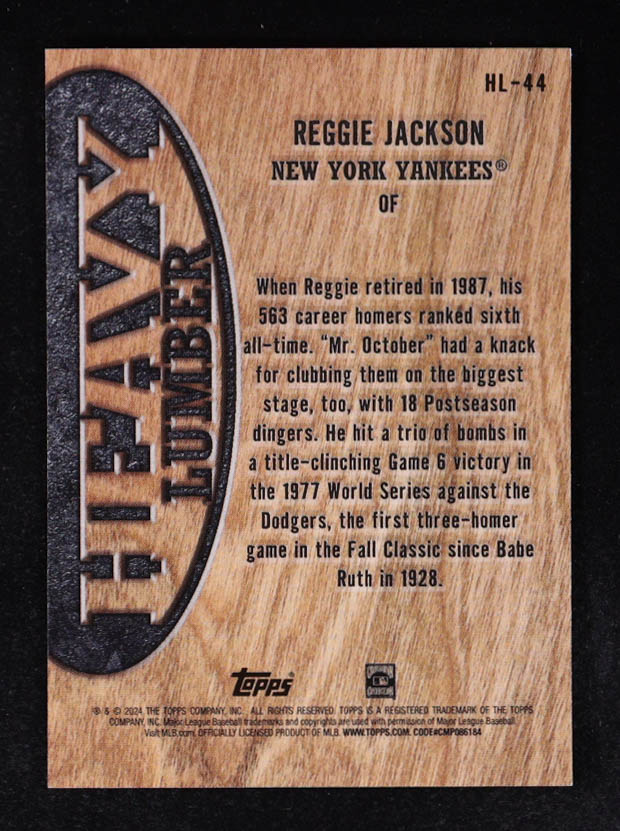 HL-44
REGGIE JACKSON
NEW YORK YANKEES®
OF
HEAVY
LUMBER
When Reggie retired in 1987, his
563 career homers ranked sixth
all-time. "Mr. October" had a knack
for clubbing them on the biggest
stage, too, with 18 Postseason
dingers. He hit a trio of bombs in
a title-clinching Game 6 victory in
the 1977 World Series against the
Dodgers, the first three-homer
game in the Fall Classic since Babe
Ruth in 1928.
topps
® & © 2024 THE TOPPS COMPANY, INC. ALL RIGHTS RESERVED. TOPPS IS A REGISTERED TRADEMARK OF THE TOPPS
COMPANY, INC. Major League Baseball trademarks and copyrights are used with permission of Major League Baseball.
Visit MLB.com. OFFICIALLY LICENSED PRODUCT OF MLB. WWW.TOPPS.COM. CODE#CMP086184